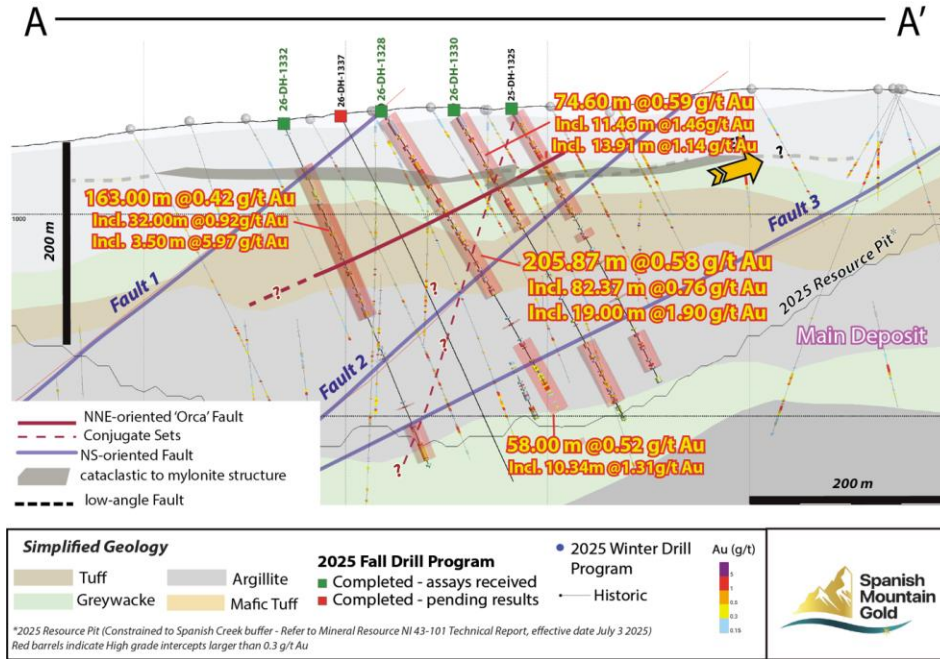 A
A'
26-DH-1332
26-DH-1337
26-DH-1328
26-DH-1330
25-DH-1325
74.60 m @0.59 g/t Au
Incl. 11.46 m @1.46g/t Au
Incl. 13.91 m @1.14 g/t Au
?
163.00 m @0.42 g/t Au
Incl. 32.00m @0.92g/t Au
Incl. 3.50 m @5.97 g/t Au
200 m
Fault 1
Fault 2
Fault 3
205.87 m @0.58 g/t Au
Incl. 82.37 m @0.76 g/t Au
Incl. 19.00 m @1.90 g/t Au
?
?
?
?
2025 Resource Pit*
Main Deposit
58.00 m @0.52 g/t Au
Incl. 10.34m @1.31g/t Au
NNE-oriented 'Orca' Fault
Conjugate Sets
NS-oriented Fault
cataclastic to mylonite structure
low-angle Fault
200 m
Simplified Geology
Tuff
Argillite
Greywacke
Mafic Tuff
2025 Fall Drill Program
Completed - assays received
Completed - pending results
2025 Winter Drill
Program
Historic
Au (g/t)
5
1
0.5
0.3
0.15
Spanish
Mountain
Gold
*2025 Resource Pit (Constrained to Spanish Creek buffer - Refer to Mineral Resource NI 43-101 Technical Report, effective date July 3 2025)
Red barrels indicate High grade intercepts larger than 0.3 g/t Au